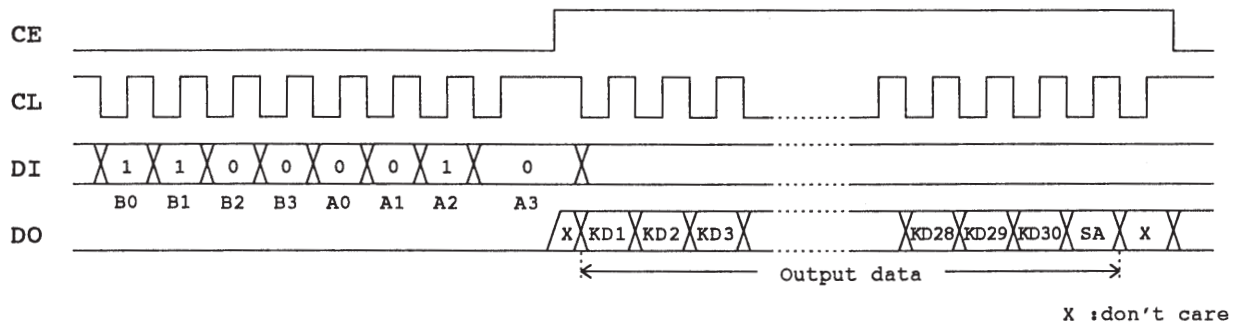 CE
CL
DI 1 1 0 0 0 0 1 0
B0 B1 B2 B3 A0 A1 A2 A3
DO X KD1 KD2 KD3 KD28 KD29 KD30 SA X
Output data
X :don't care